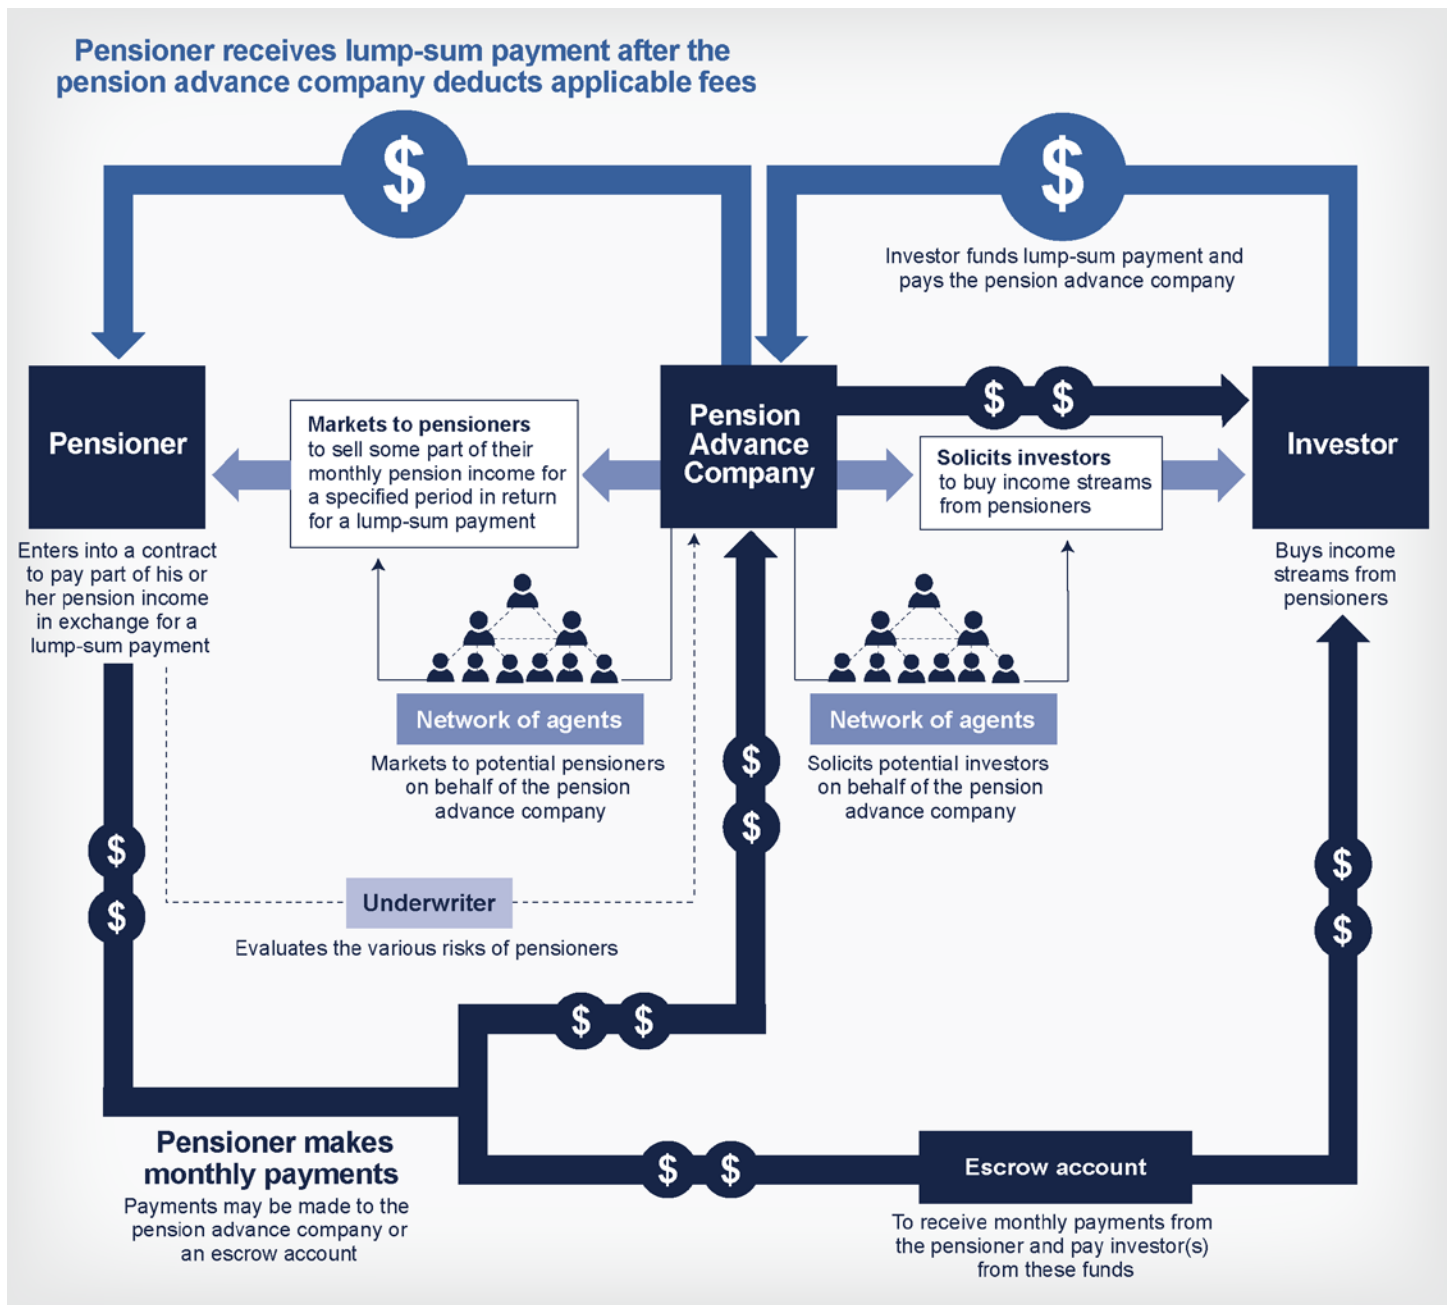 Pensioner receives lump-sum payment after the
pension advance company deducts applicable fees
$
$
Investor funds lump-sum payment and
pays the pension advance company
Pensioner
Markets to pensioners
to sell some part of their
monthly pension income for
a specified period in return
for a lump-sum payment
Pension
Advance
Company
$ $
Solicits investors
to buy income streams
from pensioners
Investor
Enters into a contract
to pay part of his or
her pension income
in exchange for a
lump-sum payment
Buys income
streams from
pensioners
Network of agents
Markets to potential pensioners
on behalf of the pension
advance company
$
$
Network of agents
Solicits potential investors
on behalf of the pension
advance company
$
$
$
$
Underwriter
Evaluates the various risks of pensioners
$ $
Pensioner makes
monthly payments
Payments may be made to the
pension advance company or
an escrow account
$ $
Escrow account
To receive monthly payments from
the pensioner and pay investor(s)
from these funds